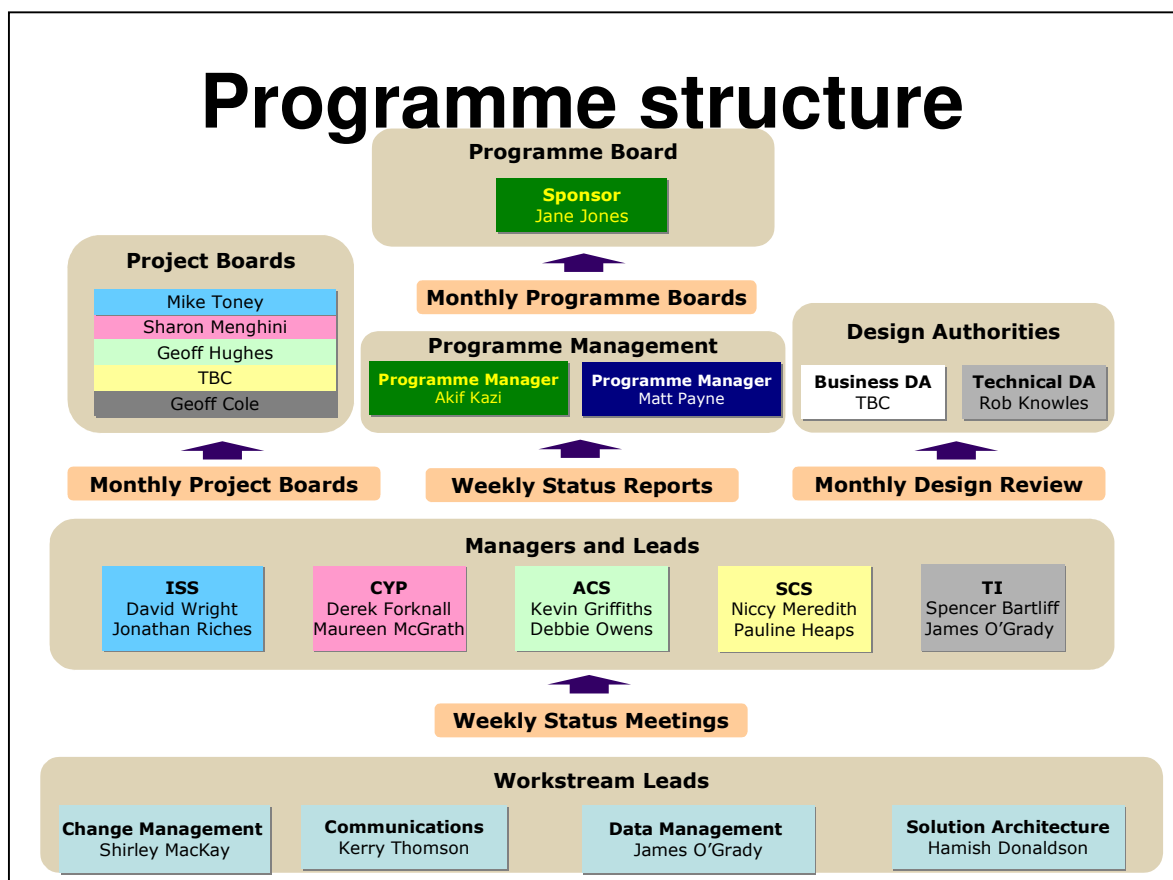 Programme structure
Programme Board
Sponsor
Jane Jones
Project Boards
Mike Toney
Sharon Menghini
Geoff Hughes
TBC
Geoff Cole
Monthly Programme Boards
Programme Management
Programme Manager
Akif Kazi
Programme Manager
Matt Payne
Design Authorities
Business DA
TBC
Technical DA
Rob Knowles
Monthly Project Boards
Weekly Status Reports
Monthly Design Review
Managers and Leads
ISS
David Wright
Jonathan Riches
CYP
Derek Forknall
Maureen McGrath
ACS
Kevin Griffiths
Debbie Owens
SCS
Niccy Meredith
Pauline Heaps
TI
Spencer Bartliff
James O’Grady
Weekly Status Meetings
Workstream Leads
Change Management
Shirley MacKay
Communications
Kerry Thomson
Data Management
James O’Grady
Solution Architecture
Hamish Donaldson